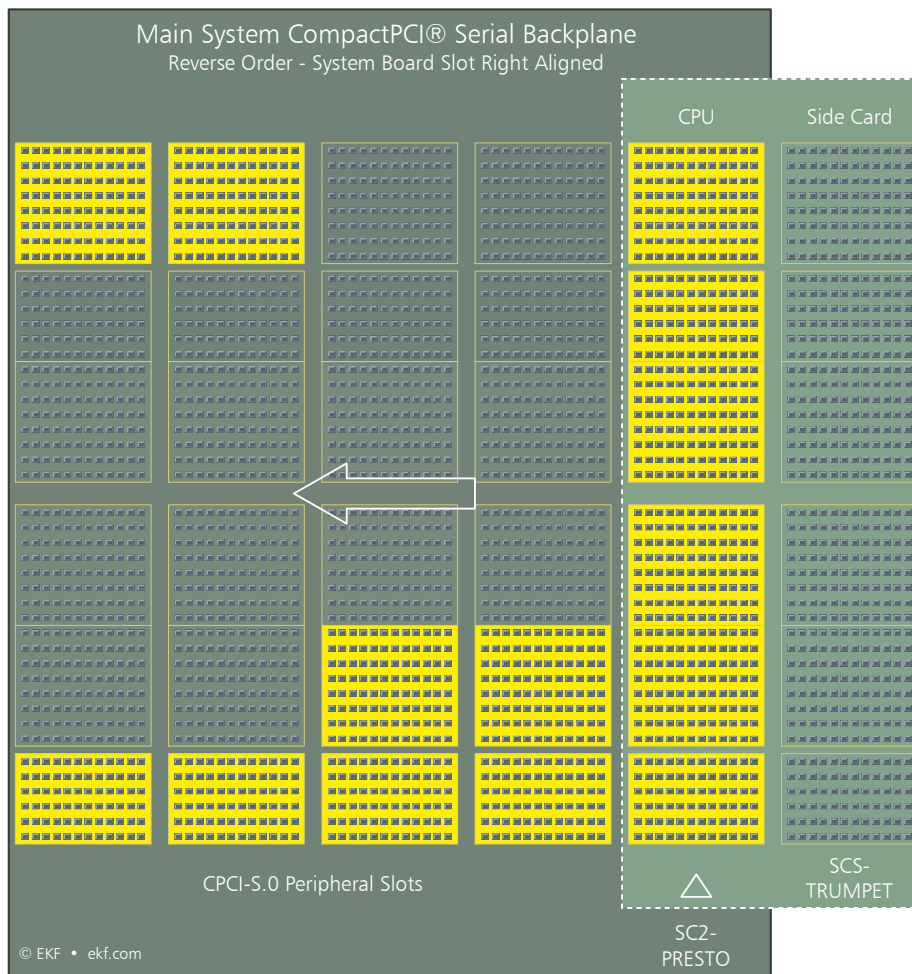 Main System CompactPCI® Serial Backplane
Reverse Order - System Board Slot Right Aligned
CPU
Side Card
CPCI-S.0 Peripheral Slots
SCS-
TRUMPET
SC2-
PRESTO
© EKF • ekf.com